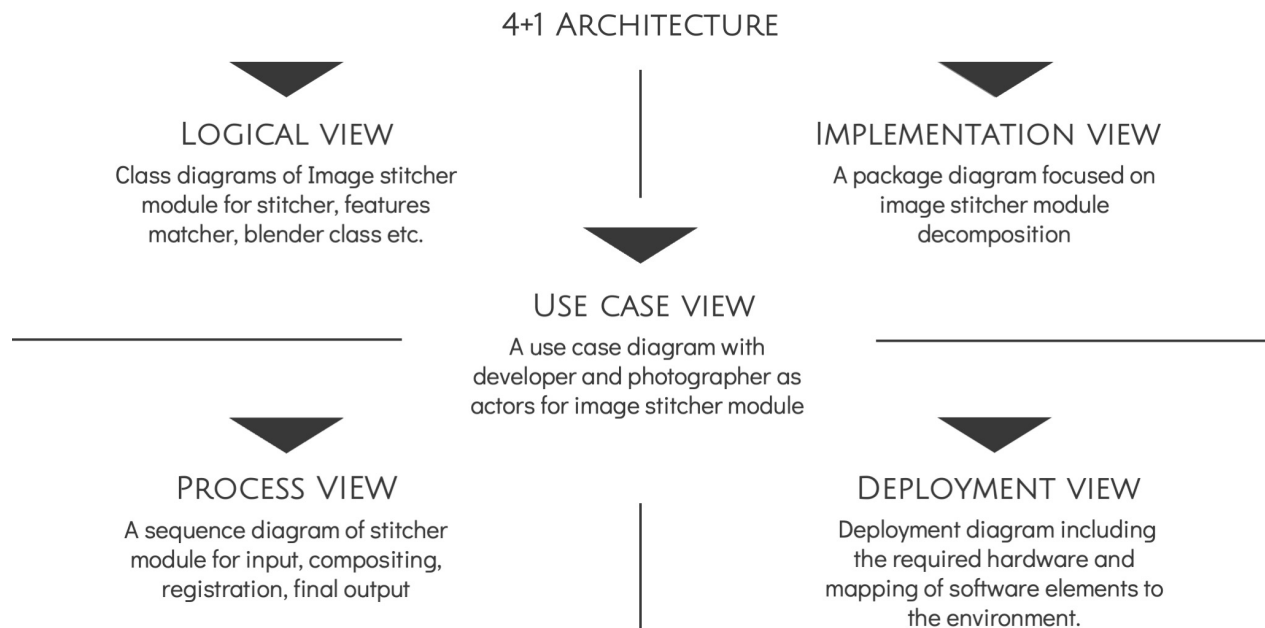 4+1 Architecture
Logical view
Class diagrams of Image stitcher
module for stitcher, features
matcher, blender class etc.
Implementation view
A package diagram focused on
image stitcher module
decomposition
Use case view
A use case diagram with
developer and photographer as
actors for image stitcher module
Process VIEW
A sequence diagram of stitcher
module for input, compositing,
registration, final output
Deployment view
Deployment diagram including
the required hardware and
mapping of software elements to
the environment.